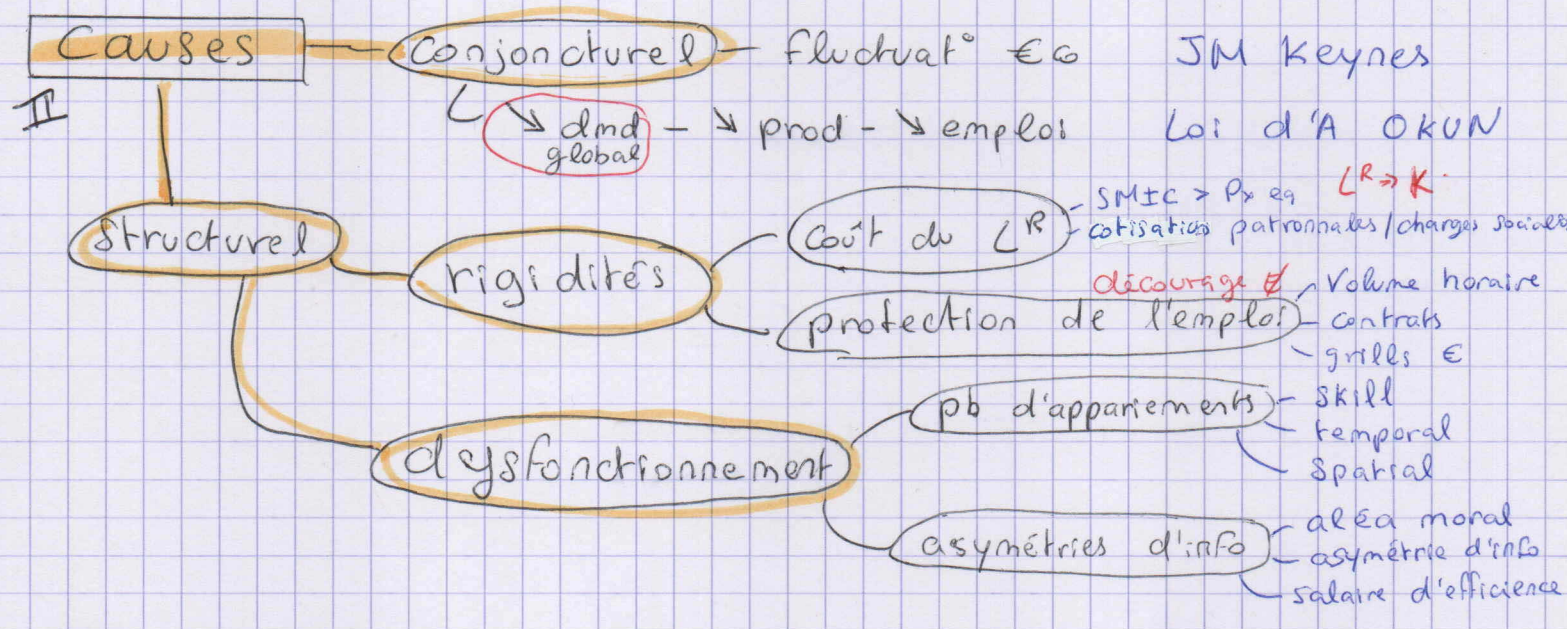 Causes conjoncturel fluctuat° €co JM Keynes
II
↘ dmd - ↘ prod - ↘ emploi Loi d'A OKUN
global
structurel
rigidités
coût du L^R
SMIC > Px eq L^R → K
cotisation patronnales/charges sociales
décourage
protection de l'emploi
Volume horaire
contrats
grills €
dysfonctionnement
pb d'appariements
skill
temporal
spatial
asymétries d'info
aléa moral
asymétrie d'info
salaire d'efficience